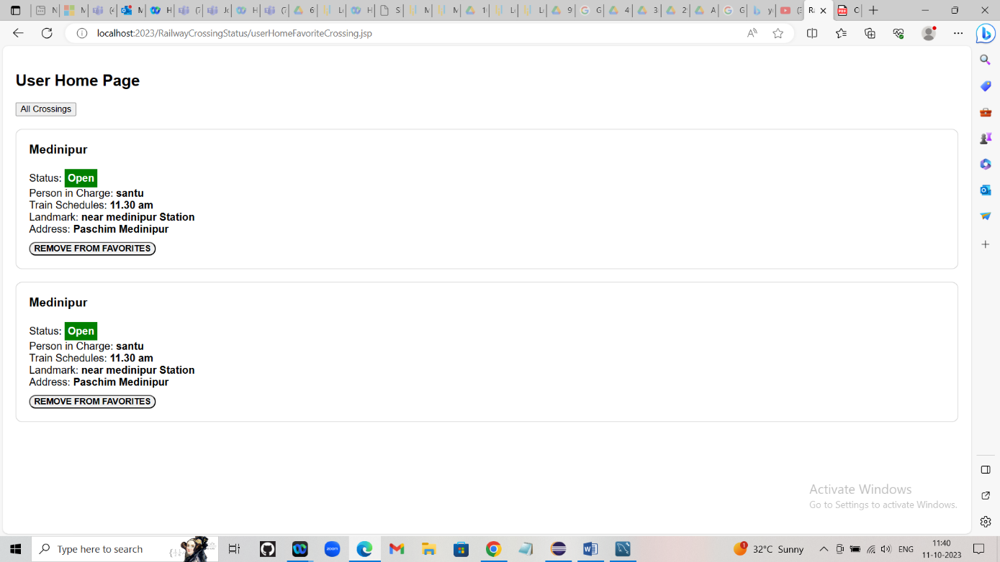 localhost:2023/RailwayCrossingStatus/userHomeFavoriteCrossing.jsp
User Home Page
All Crossings
Medinipur
Status: Open
Person in Charge: santu
Train Schedules: 11.30 am
Landmark: near medinipur Station
Address: Paschim Medinipur
REMOVE FROM FAVORITES
Medinipur
Status: Open
Person in Charge: santu
Train Schedules: 11.30 am
Landmark: near medinipur Station
Address: Paschim Medinipur
REMOVE FROM FAVORITES
Activate Windows
Go to Settings to activate Windows.
Type here to search
zoom
1
32°C Sunny
ENG
11:40
11-10-2023